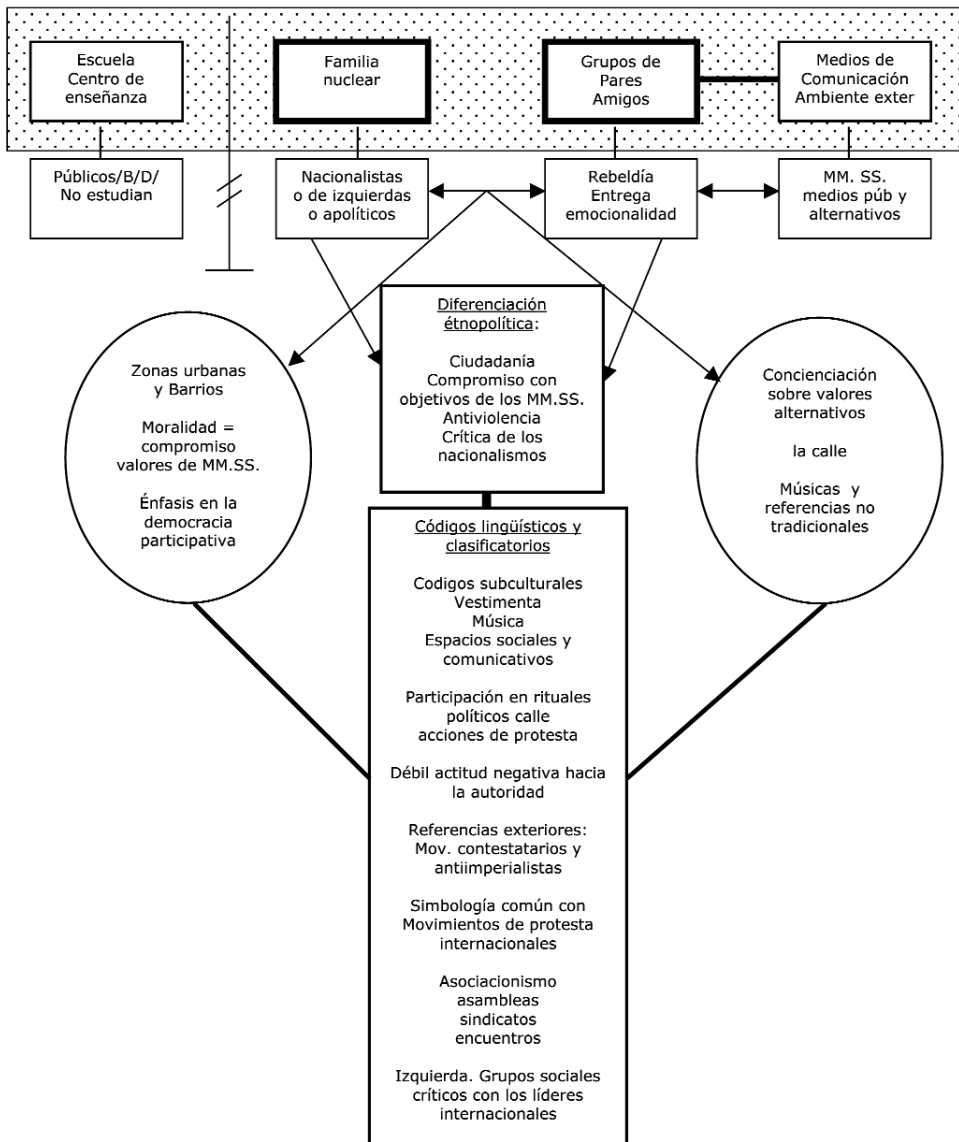 Escuela
Centro de
enseñanza
Familia
nuclear
Grupos de
Pares
Amigos
Medios de
Comunicación
Ambiente exter
Públicos/B/D/
No estudian
Nacionalistas
o de izquierdas
o apolíticos
Rebeldía
Entrega
emocionalidad
MM. SS.
medios púb y
alternativos
Diferenciación
étnopolítica:
Ciudadanía
Compromiso con
objetivos de los MM.SS.
Antiviolencia
Crítica de los
nacionalismos
Zonas urbanas
y Barrios
Moralidad =
compromiso
valores de MM.SS.
Énfasis en la
democracia
participativa
Concienciación
sobre valores
alternativos
la calle
Músicas y
referencias no
tradicionales
Códigos lingüísticos y
clasificatorios
Codigos subculturales
Vestimenta
Música
Espacios sociales y
comunicativos
Participación en rituales
políticos calle
acciones de protesta
Débil actitud negativa hacia
la autoridad
Referencias exteriores:
Mov. contestatarios y
antiimperialistas
Simbología común con
Movimientos de protesta
internacionales
Asociacionismo
asambleas
sindicatos
encuentros
Izquierda. Grupos sociales
críticos con los líderes
internacionales